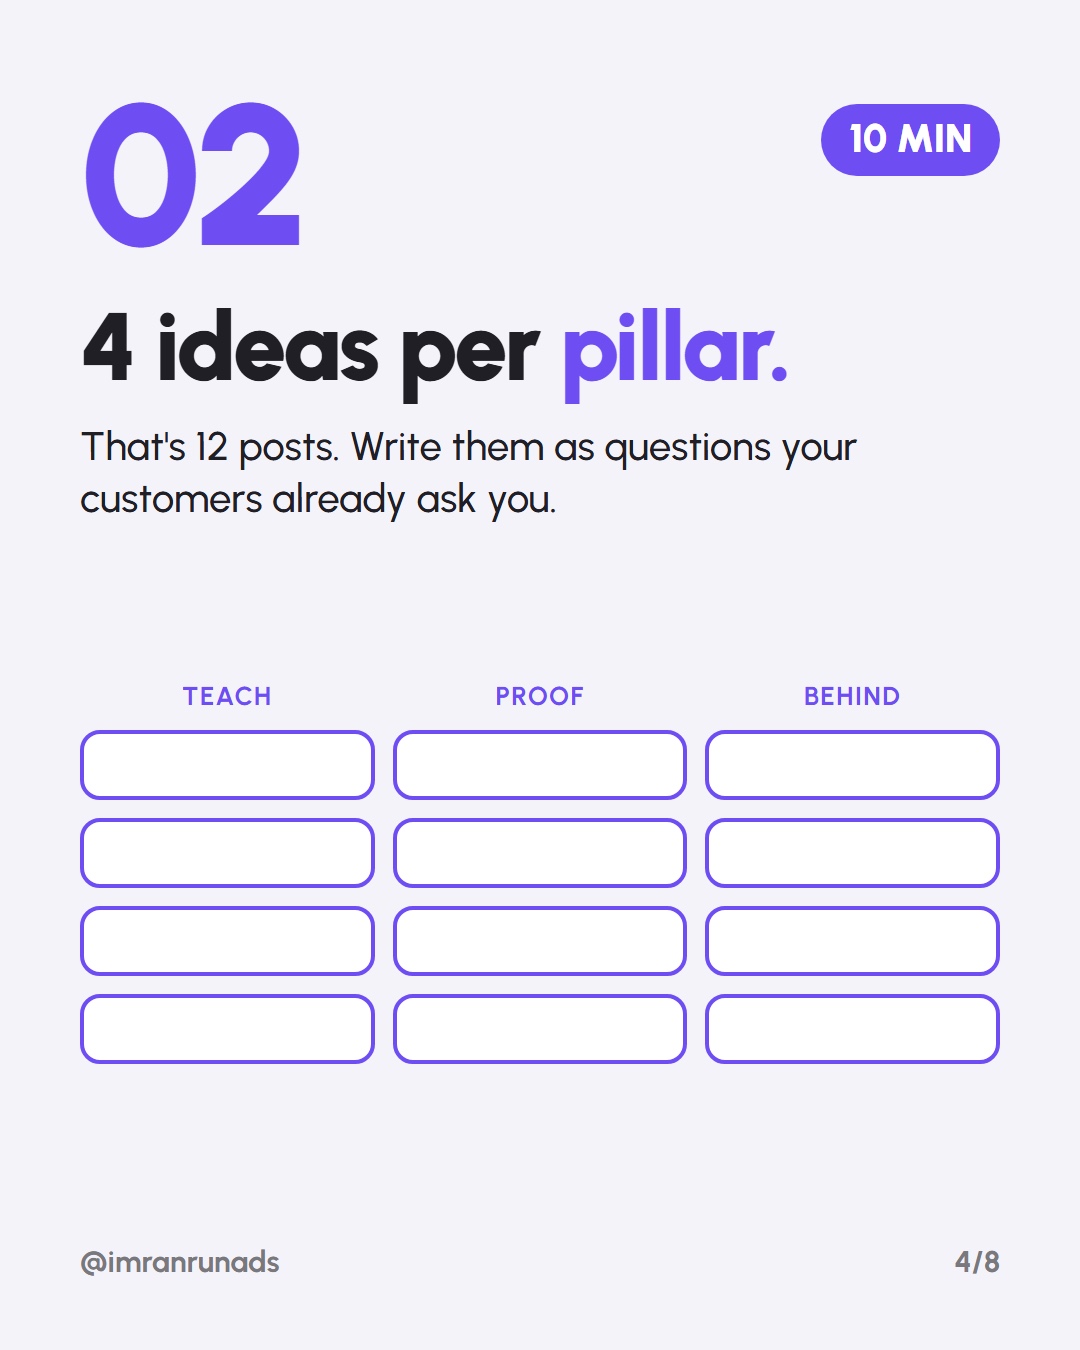 02
10 MIN
4 ideas per pillar.
That's 12 posts. Write them as questions your
customers already ask you.
TEACH
PROOF
BEHIND
@imranrunads
4/8